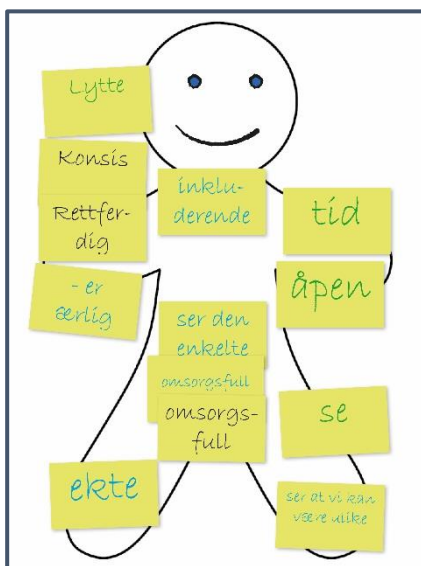 Lytte
Konsis
Rettfer-
dig
- er
ærlig
inklu-
derende
tid
åpen
ser den
enkelte
omsorgsfull
omsorgs-
full
se
ekte
ser at vi kan
være ulike